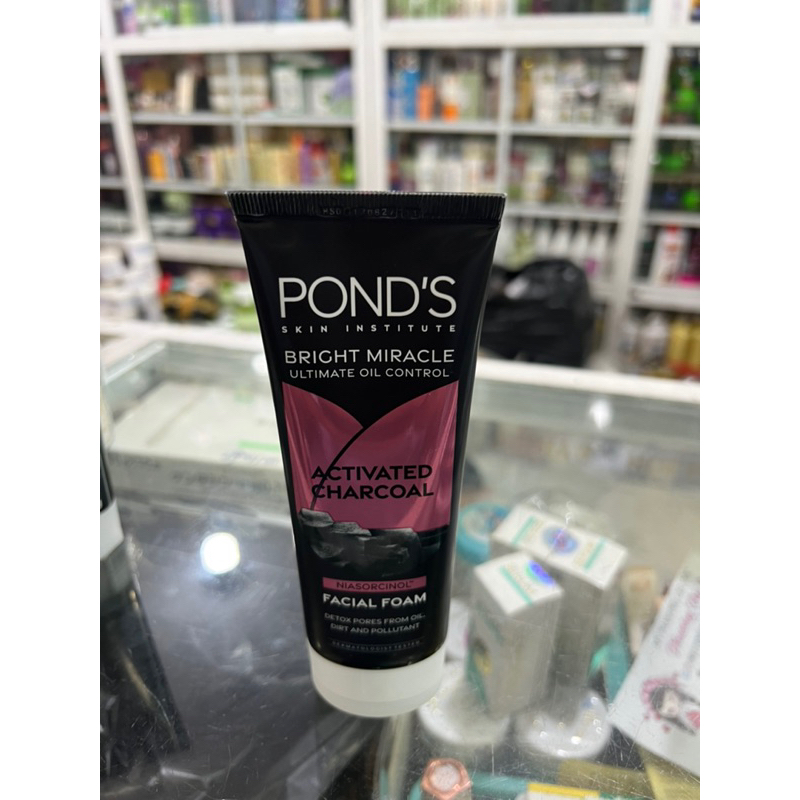 POND'S
SKIN INSTITUTE
BRIGHT MIRACLE
ULTIMATE OIL CONTROL
ACTIVATED
CHARCOAL
NIASORCINOL™
FACIAL FOAM
DETOX PORES FROM OIL,
DIRT AND POLLUTANT
DERMATOLOGIST TESTED